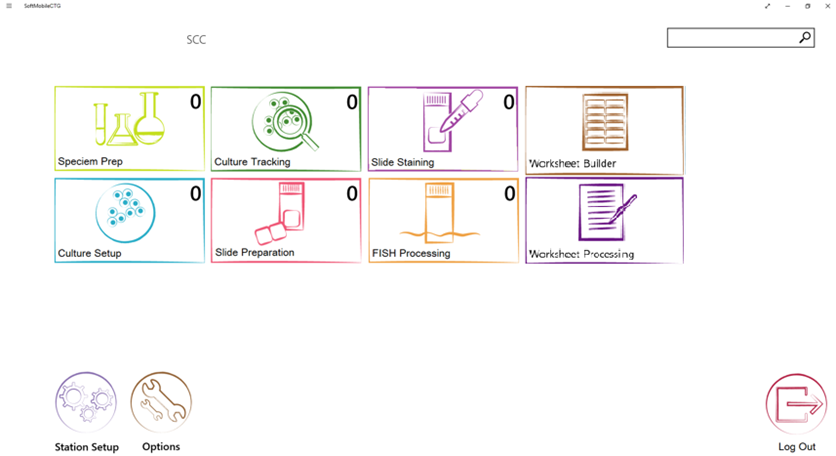 SoftMobileCTG
SCC
0
Speciem Prep
0
Culture Tracking
0
Slide Staining
Worksheet Builder
0
Culture Setup
0
Slide Preparation
0
FISH Processing
Worksheet Processing
Station Setup
Options
Log Out